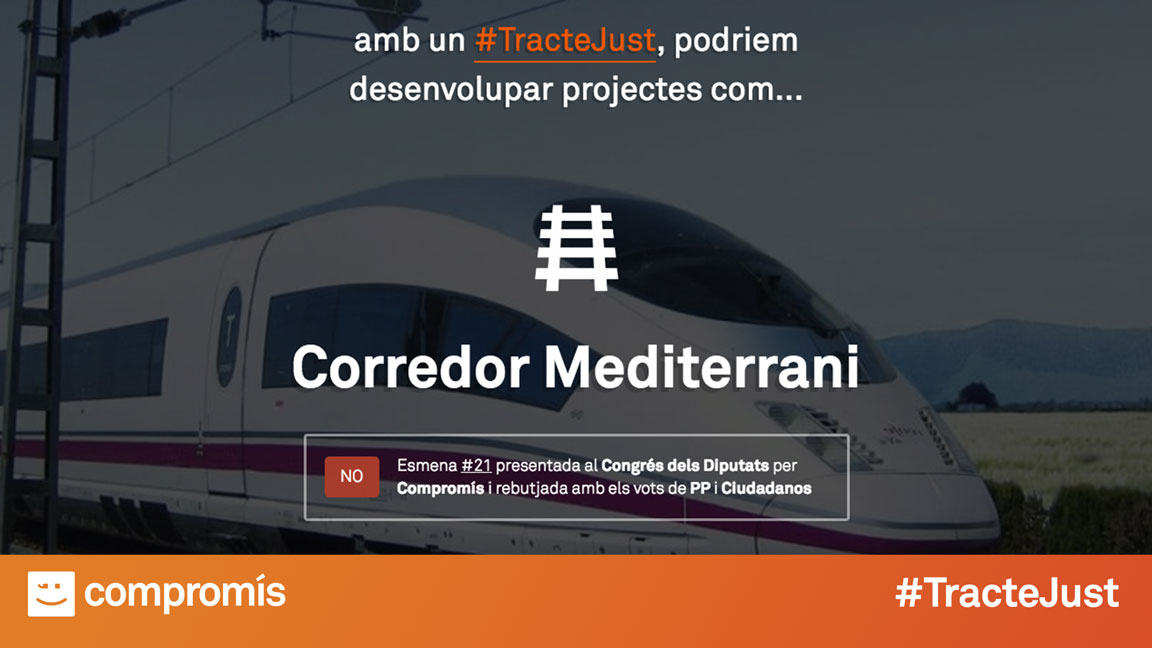 amb un #TracteJust, podriem
desenvolupar projectes com...
Corredor Mediterrani
NO
Esmena #21 presentada al Congrés dels Diputats per
Compromís i rebutjada amb els vots de PP i Ciudadanos
compromís
#TracteJust